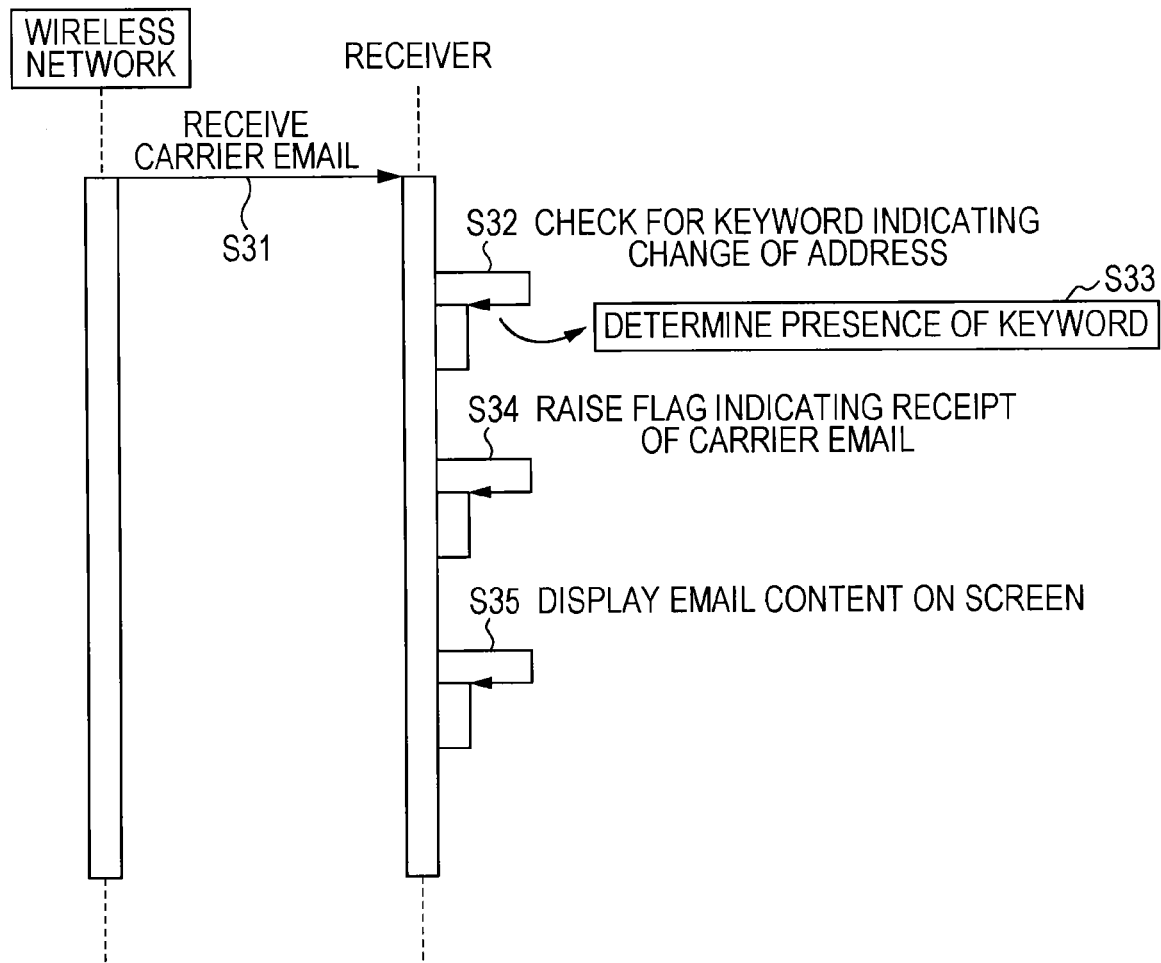 WIRELESS
NETWORK
RECEIVER
RECEIVE
CARRIER EMAIL
S31
S32 CHECK FOR KEYWORD INDICATING
CHANGE OF ADDRESS
S33
DETERMINE PRESENCE OF KEYWORD
S34 RAISE FLAG INDICATING RECEIPT
OF CARRIER EMAIL
S35 DISPLAY EMAIL CONTENT ON SCREEN